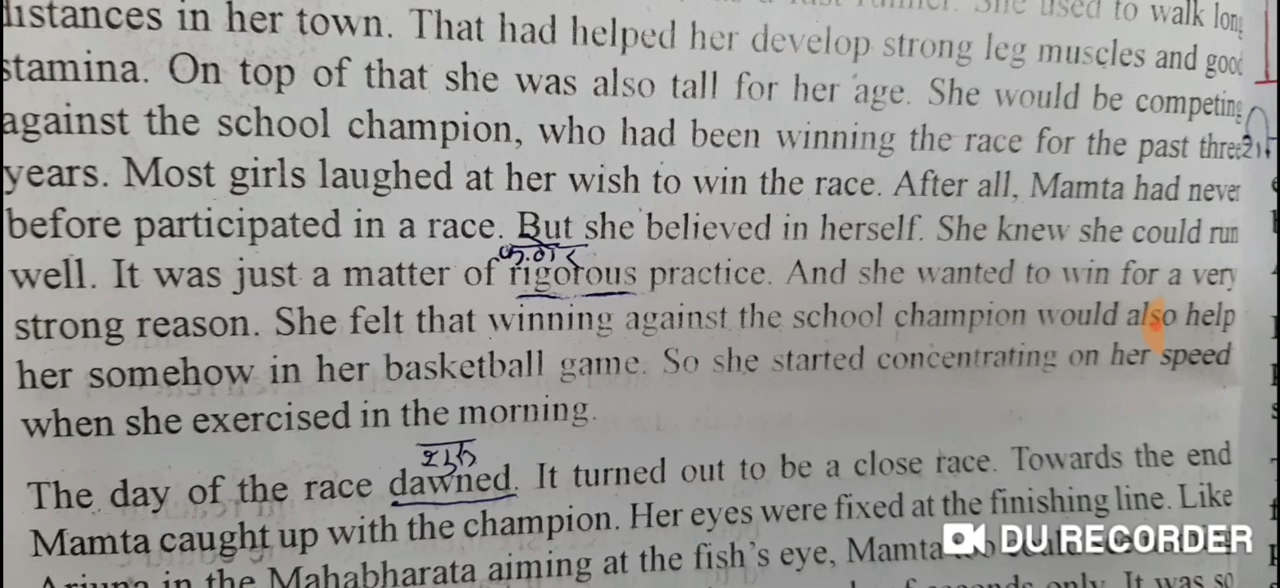 used to walk
distances in her town. That had helped her develop strong leg muscles and good
stamina. On top of that she was also tall for her age. She would be competing
against the school champion, who had been winning the race for the past three
years. Most girls laughed at her wish to win the race. After all, Mamta had never
before participated in a race. But she believed in herself. She knew she could run
कठोर
well. It was just a matter of rigorous practice. And she wanted to win for a very
strong reason. She felt that winning against the school champion would also help
her somehow in her basketball game. So she started concentrating on her speed
when she exercised in the morning.
The day of the race dawned. It turned out to be a close race. Towards the end
Mamta caught up with the champion. Her eyes were fixed at the finishing line. Like
in the Mahabharata aiming at the fish's eye, Mamta
only. It was so
DU RECORDER